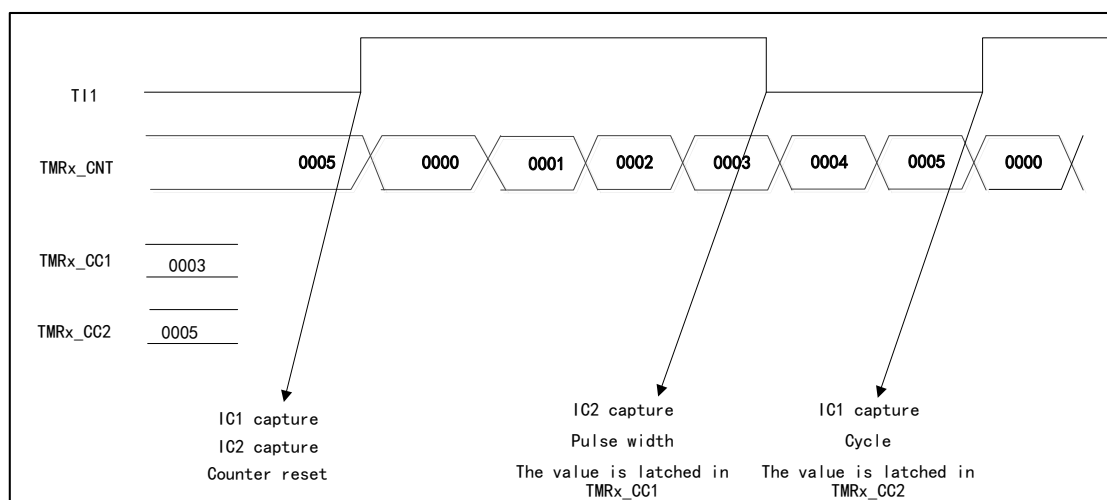 TI1
TMRx_CNT
0005 0000 0001 0002 0003 0004 0005 0000
TMRx_CC1
0003
TMRx_CC2
0005
IC1 capture
IC2 capture
Counter reset
IC2 capture
Pulse width
The value is latched in
TMRx_CC1
IC1 capture
Cycle
The value is latched in
TMRx_CC2